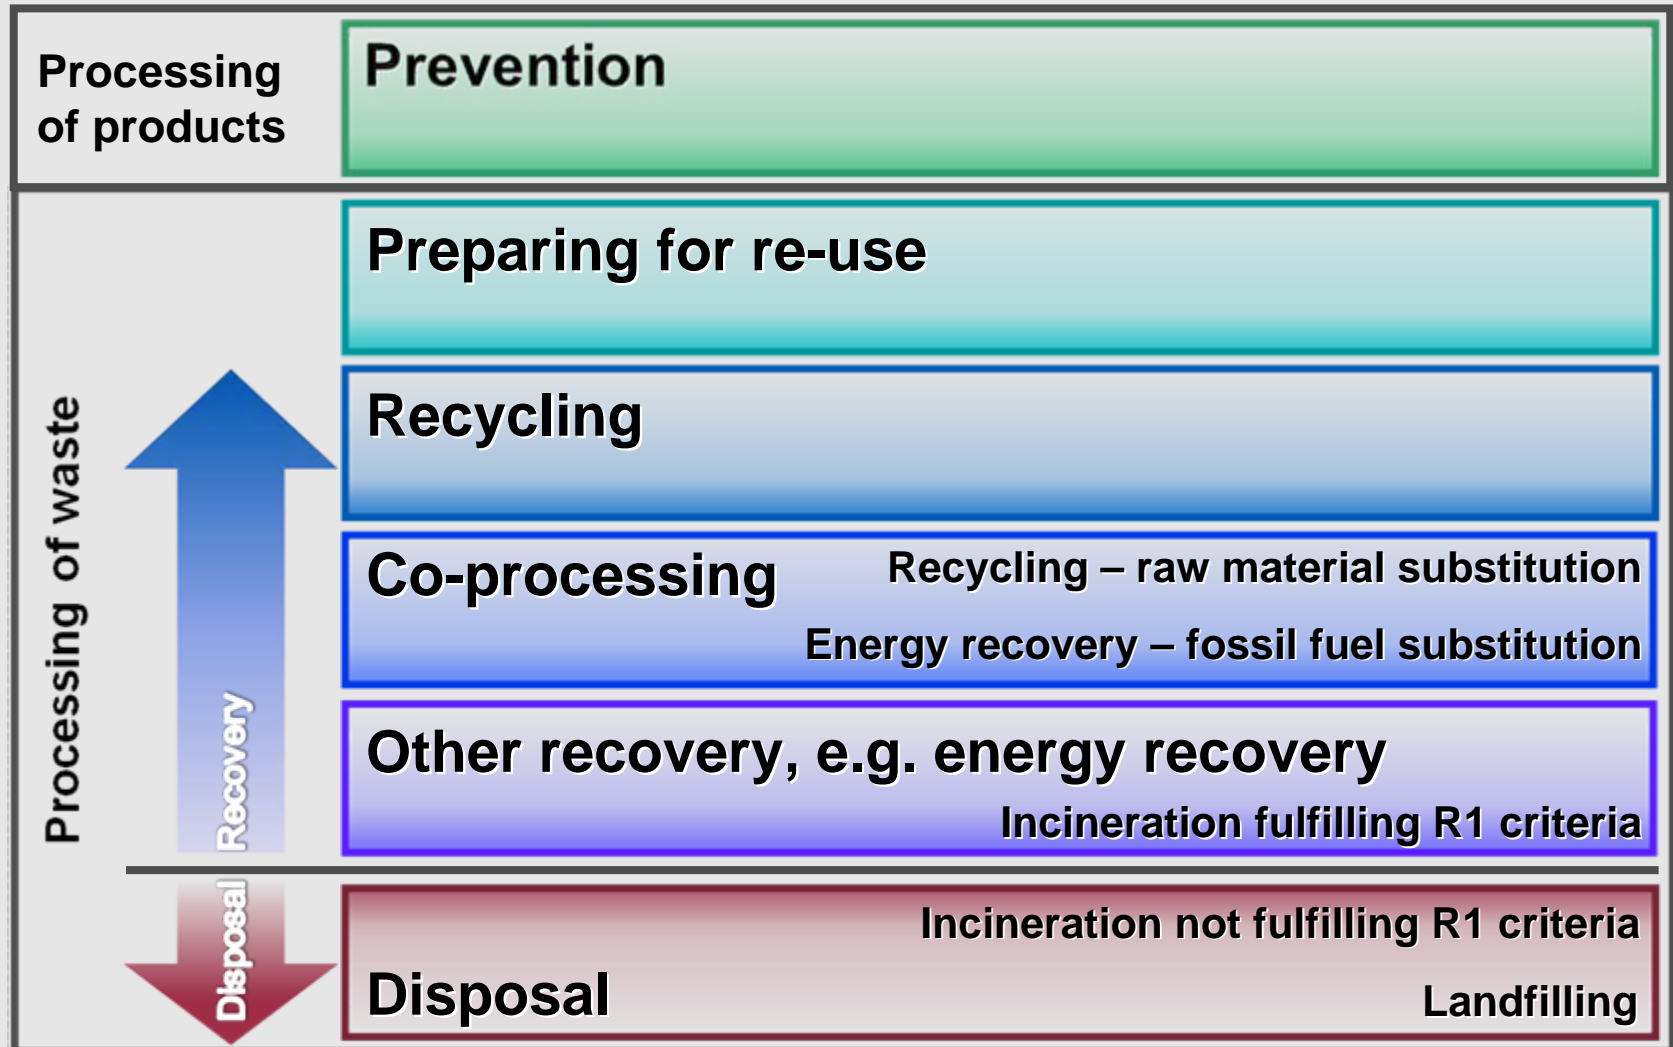 Processing
of products
Prevention
Processing of waste
Recovery
Disposal
Preparing for re-use
Recycling
Co-processing
Recycling – raw material substitution
Energy recovery – fossil fuel substitution
Other recovery, e.g. energy recovery
Incineration fulfilling R1 criteria
Incineration not fulfilling R1 criteria
Disposal
Landfilling